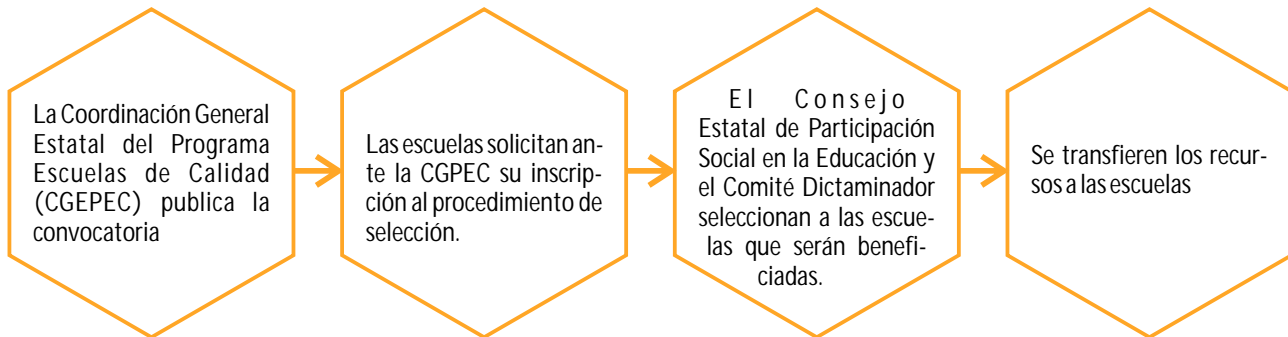 La Coordinación General
Estatal del Programa
Escuelas de Calidad
(CGEPEC) publica la
convocatoria
Las escuelas solicitan an-
te la CGPEC su inscrip-
ción al procedimiento de
selección.
El Consejo
Estatal de Participación
Social en la Educación y
el Comité Dictaminador
seleccionan a las escue-
las que serán benefi-
ciadas.
Se transfieren los recur-
sos a las escuelas